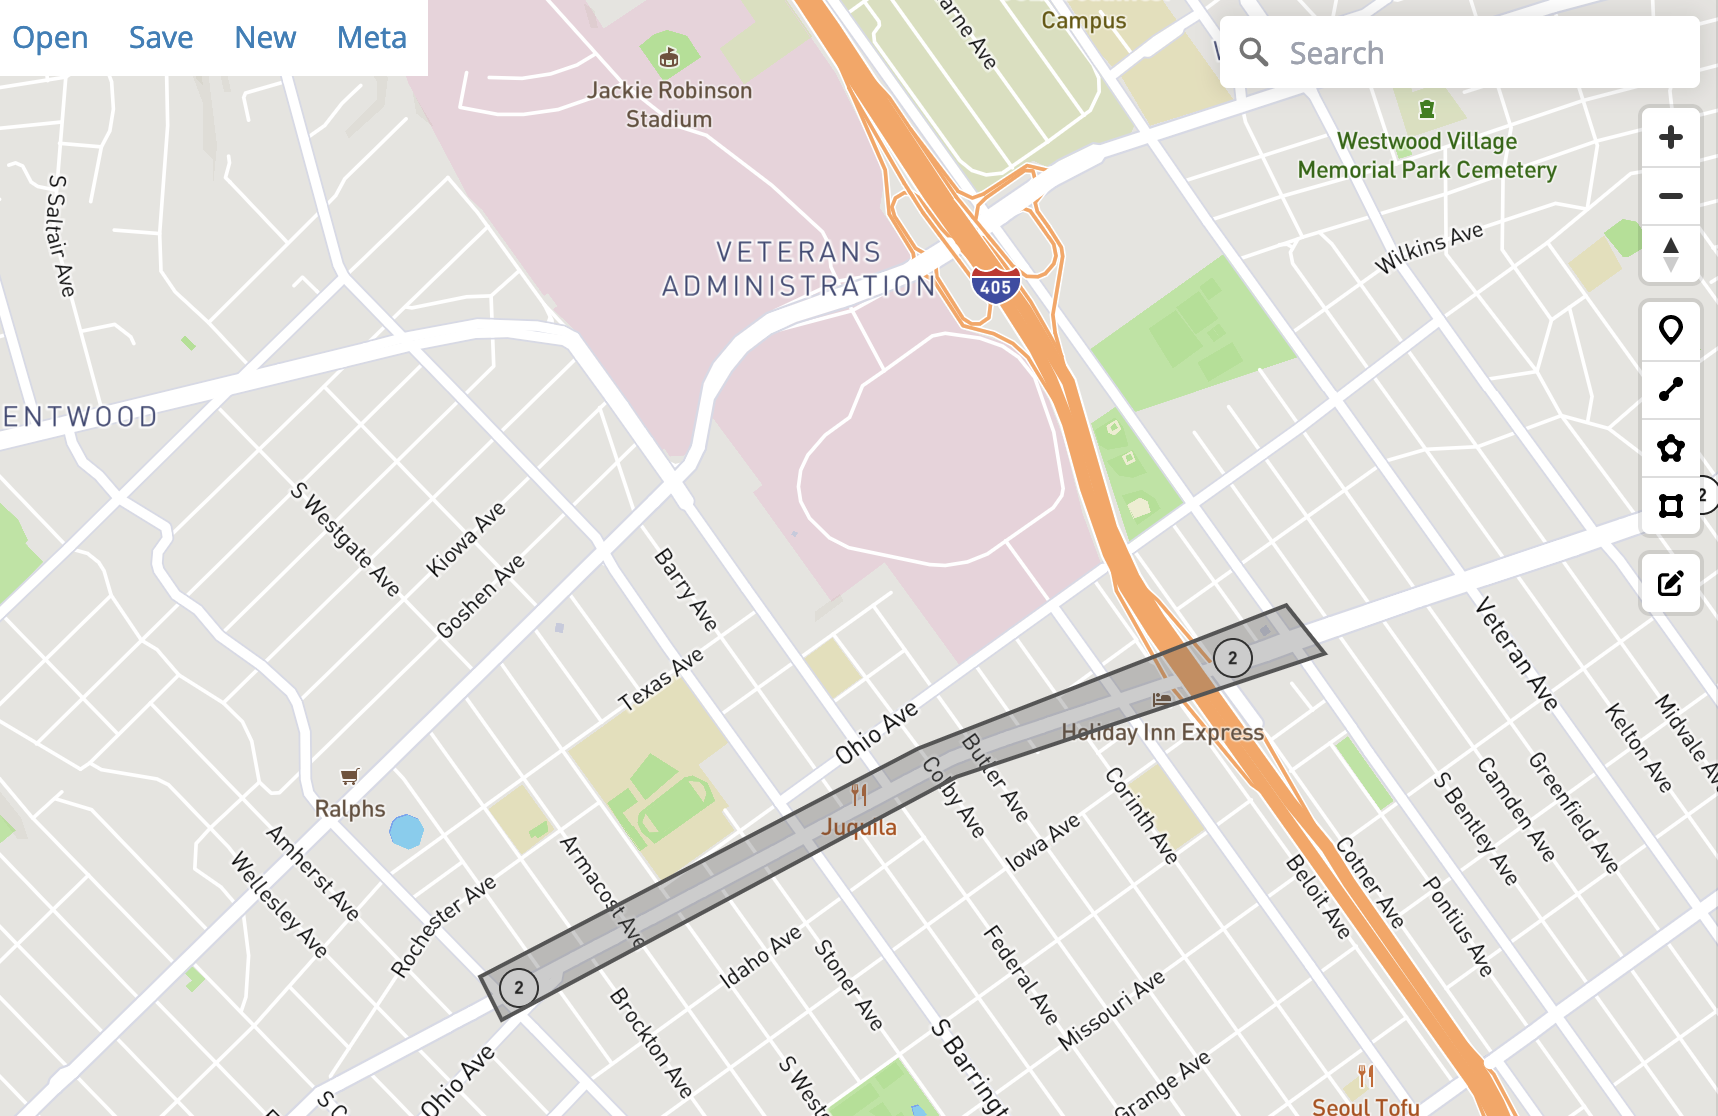 Open Save New Meta
Search
Campus
Jackie Robinson
Stadium
Westwood Village
Memorial Park Cemetery
S Saltair Ave
Wilkins Ave
VETERANS
ADMINISTRATION
405
ENTWOOD
2
S Westgate Ave
Kiowa Ave
Goshen Ave
Barry Ave
Texas Ave
Ohio Ave
2
Holiday Inn Express
Veteran Ave
Midvale Av
Kelton Ave
Greenfield Ave
Camden Ave
S Bentley Ave
Butler Ave
Colby Ave
Juquila
Corinth Ave
Iowa Ave
Ralphs
Amherst Ave
Wellesley Ave
Rochester Ave
Armacost Ave
Cotner Ave
Beloit Ave
Pontius Ave
Idaho Ave
Stoner Ave
Federal Ave
Missouri Ave
2
Brockton Ave
Ohio Ave
S Barringt
S Weste
Grange Ave
Seoul Tofu